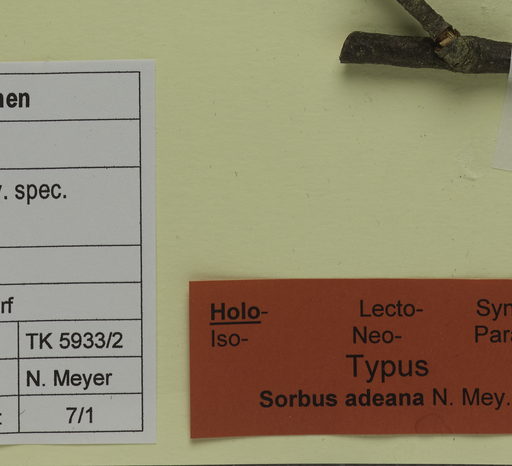 nen
. spec.
rf
TK 5933/2
N. Meyer
: 7/1
Holo- Lecto- Syn
Iso- Neo- Para
Typus
Sorbus adeana N. Mey.